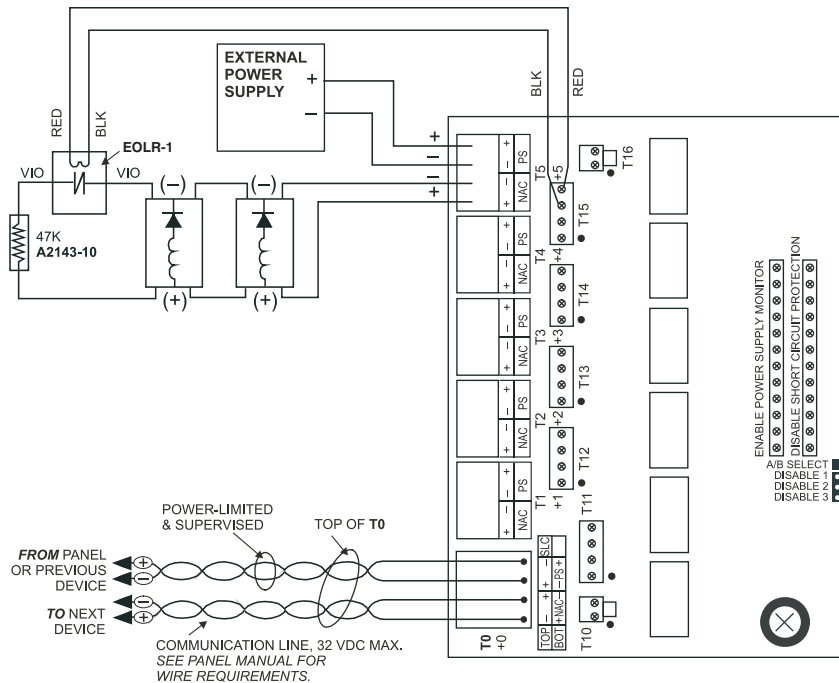 EXTERNAL
POWER
SUPPLY
+
−
RED
BLK
BLK
RED
EOLR-1
VIO
VIO
47K
A2143-10
(−)
(−)
(+)
(+)
+
−
−
+
+ − PS
− + NAC
T5
+5
T16
T15
+ − PS
− + NAC
T4
+4
T14
+ − PS
− + NAC
T3
+3
T13
+ − PS
− + NAC
T2
+2
T12
+ − PS
− + NAC
T1
+1
T11
ENABLE POWER SUPPLY MONITOR
DISABLE SHORT CIRCUIT PROTECTION
A/B SELECT
DISABLE 1
DISABLE 2
DISABLE 3
POWER-LIMITED
& SUPERVISED
TOP OF T0
FROM PANEL
OR PREVIOUS
DEVICE
+
−
−
+
TO NEXT
DEVICE
COMMUNICATION LINE, 32 VDC MAX.
SEE PANEL MANUAL FOR
WIRE REQUIREMENTS.
T0
+0
TOP − + − + SLC
BOT +NAC− −PS +
T10